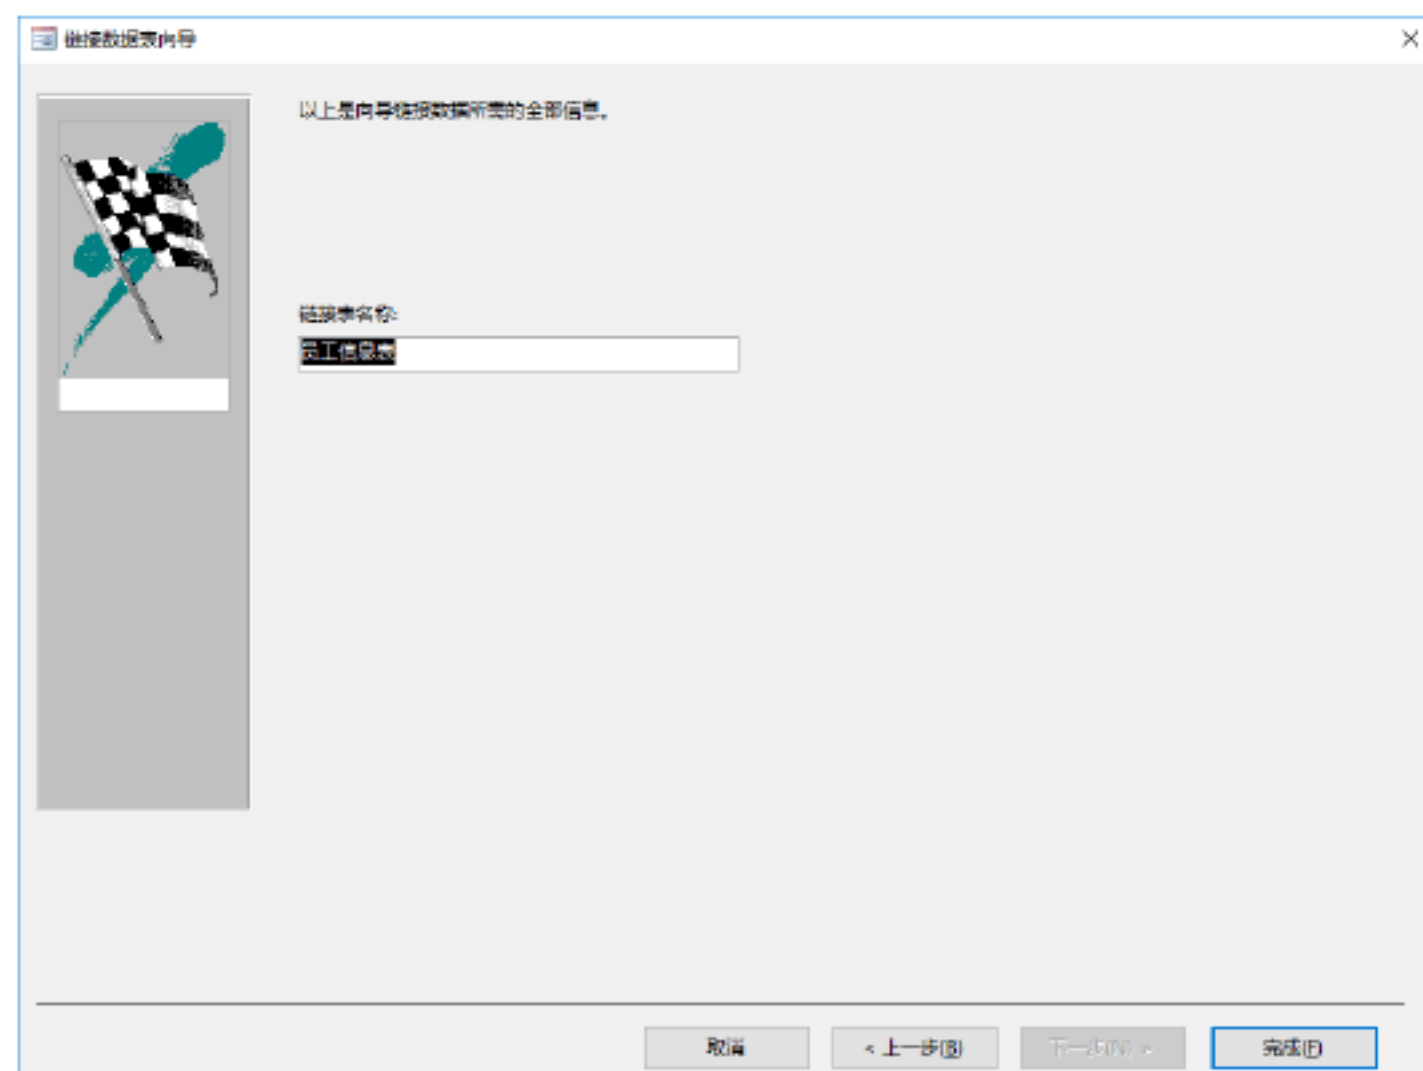 链接数据表向导
以上是向导链接数据所需的全部信息。
链接表名称:
员工信息表
取消
< 上一步(B)
下一步(N) >
完成(F)